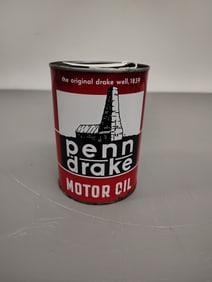 the original drake well, 1859
penn
drake
MOTOR OIL